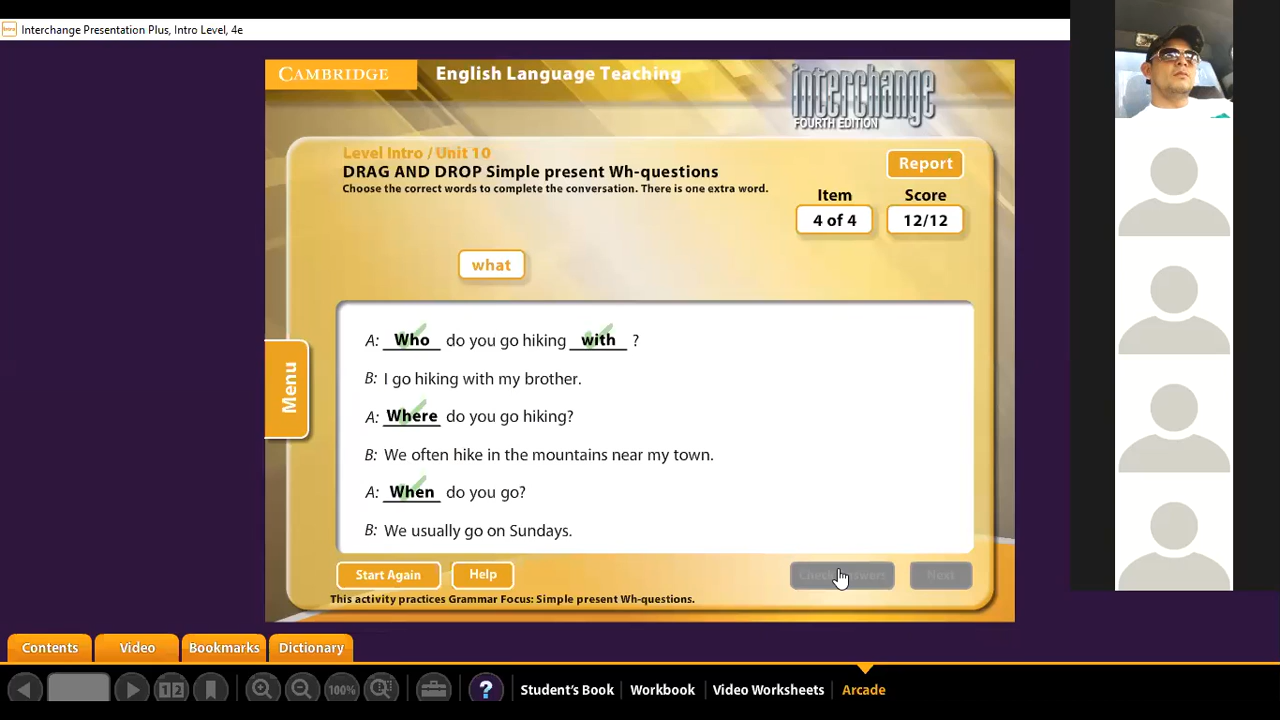 Interchange Presentation Plus, Intro Level, 4e
CAMBRIDGE English Language Teaching
interchange
FOURTH EDITION
Level Intro / Unit 10
Report
DRAG AND DROP Simple present Wh-questions
Choose the correct words to complete the conversation. There is one extra word.
Item Score
4 of 4 12/12
what
A: Who do you go hiking with ?
B: I go hiking with my brother.
A: Where do you go hiking?
B: We often hike in the mountains near my town.
A: When do you go?
B: We usually go on Sundays.
Menu
Start Again Help Check Answers Next
This activity practices Grammar Focus: Simple present Wh-questions.
Contents Video Bookmarks Dictionary
12 100% ? Student's Book Workbook Video Worksheets Arcade